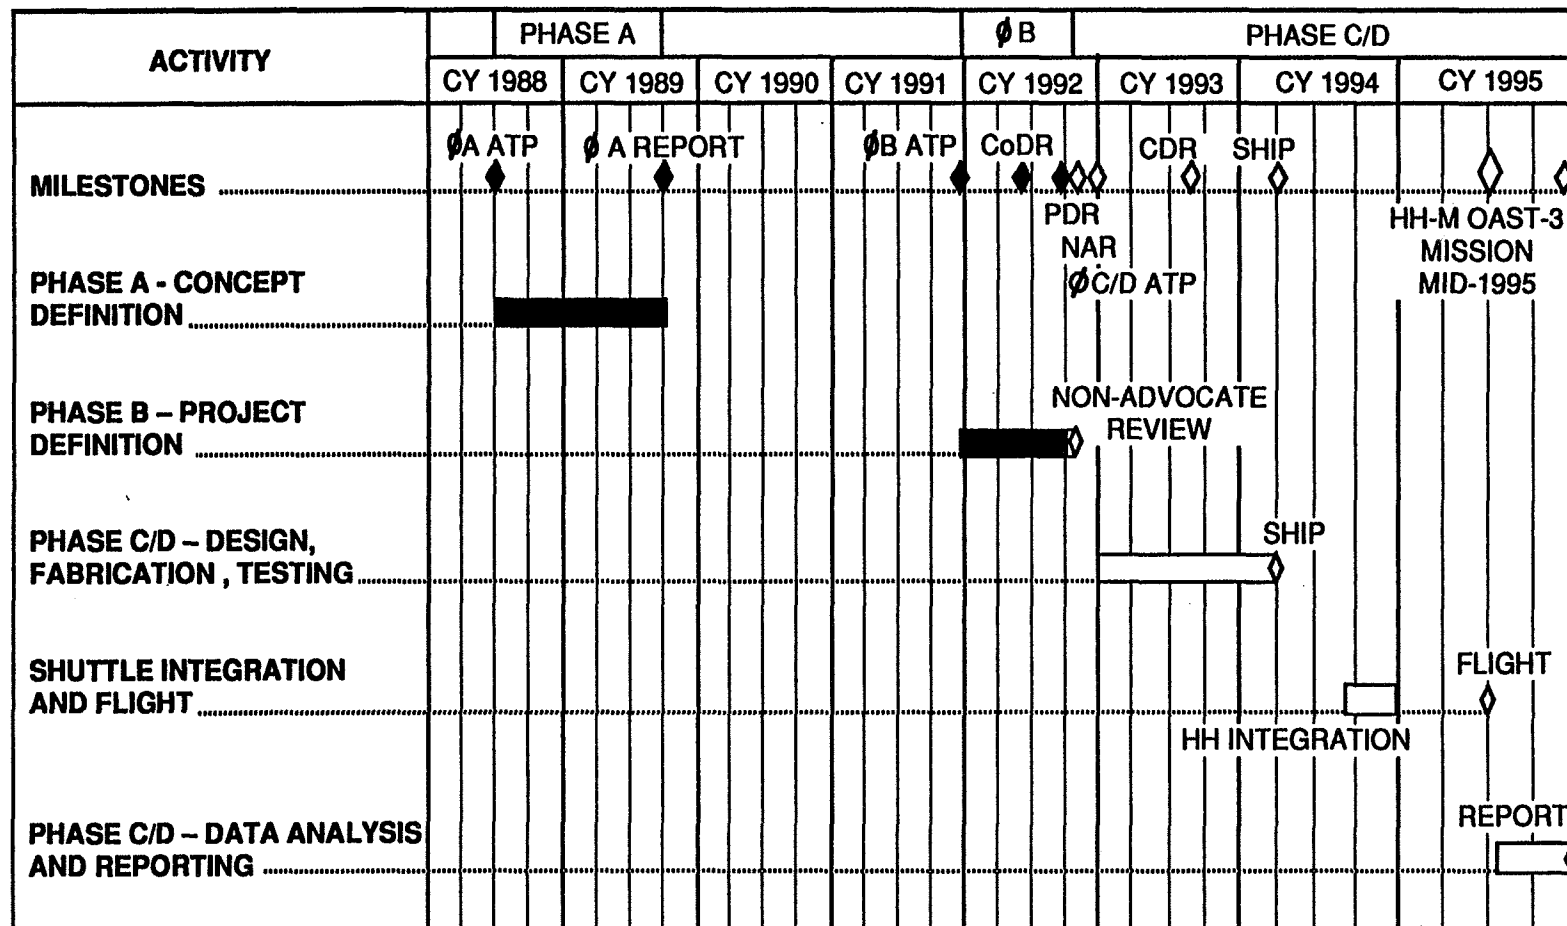 PHASE A
ØB
PHASE C/D
ACTIVITY
CY 1988
CY 1989
CY 1990
CY 1991
CY 1992
CY 1993
CY 1994
CY 1995
ØA ATP
Ø A REPORT
ØB ATP
CoDR
CDR
SHIP
MILESTONES
PDR
NAR
ØC/D ATP
HH-M OAST-3
MISSION
MID-1995
PHASE A - CONCEPT
DEFINITION
PHASE B – PROJECT
DEFINITION
NON-ADVOCATE
REVIEW
PHASE C/D – DESIGN,
FABRICATION , TESTING
SHIP
SHUTTLE INTEGRATION
AND FLIGHT
FLIGHT
HH INTEGRATION
PHASE C/D – DATA ANALYSIS
AND REPORTING
REPORT